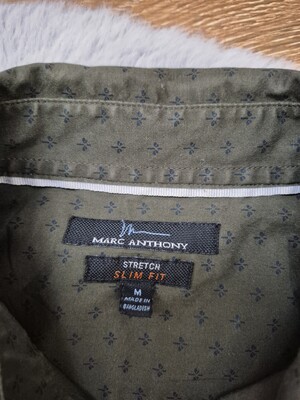 MARC ANTHONY
STRETCH
SLIM FIT
M
MADE IN
BANGLADESH